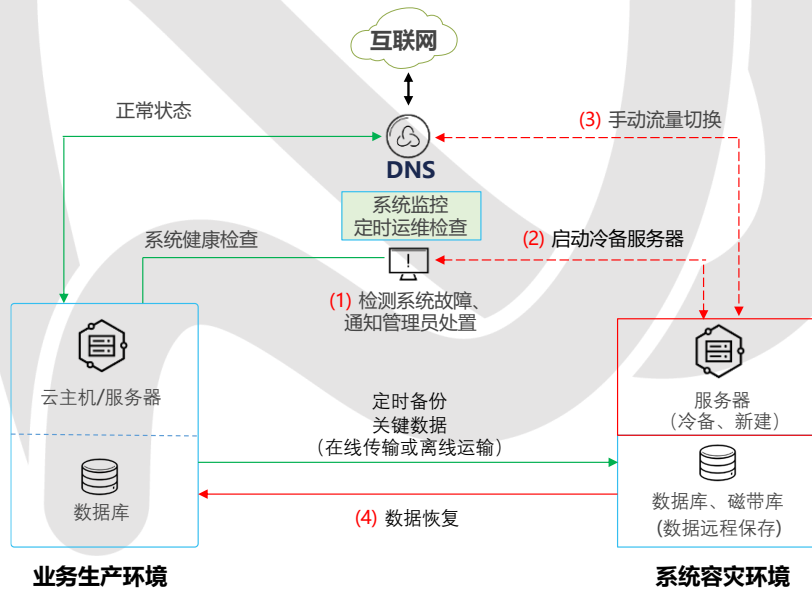 互联网
正常状态
(3) 手动流量切换
DNS
系统监控
定时运维检查
系统健康检查
(2) 启动冷备服务器
(1) 检测系统故障、
通知管理员处置
云主机/服务器
服务器
（冷备、新建）
定时备份
关键数据
（在线传输或离线运输）
数据库
数据库、磁带库
(数据远程保存)
(4) 数据恢复
业务生产环境
系统容灾环境